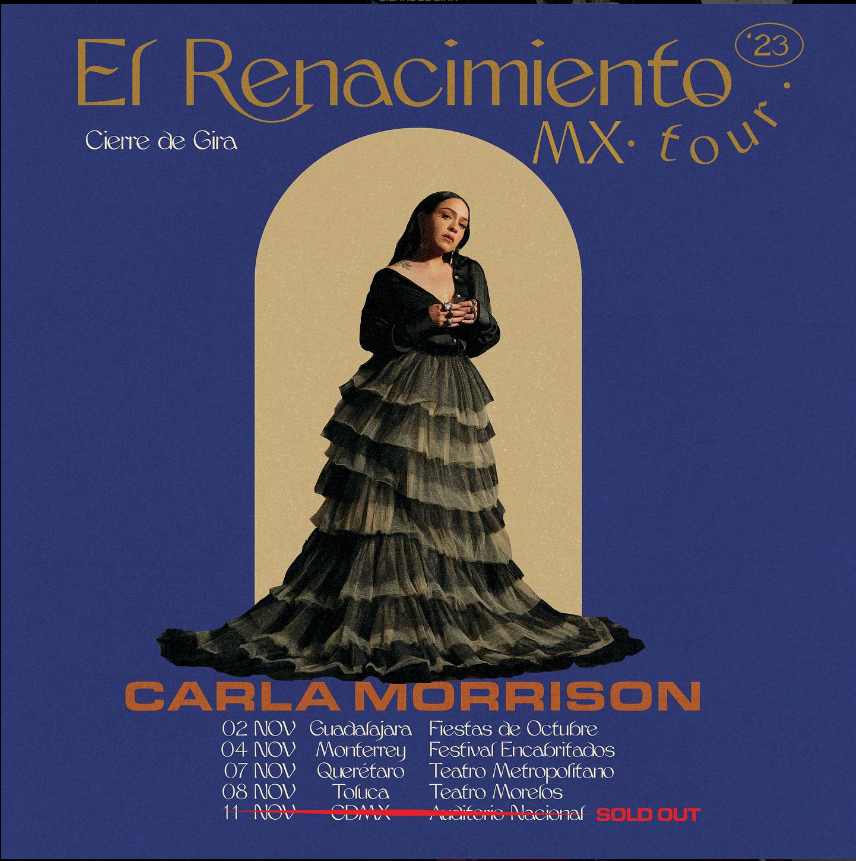 El Renacimiento '23
Cierre de Gira
MX· tour·
CARLA MORRISON
02 NOV Guadalajara Fiestas de Octubre
04 NOV Monterrey Festival Encabritados
07 NOV Querétaro Teatro Metropolitano
08 NOV Toluca Teatro Morelos
11 NOV CDMX Auditorio Nacional SOLD OUT